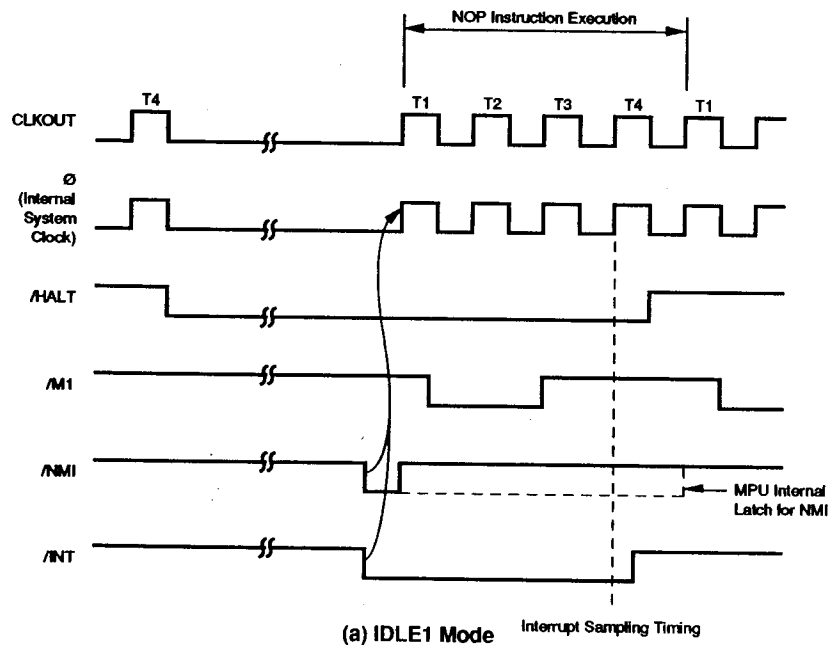 NOP Instruction Execution
T4 T1 T2 T3 T4 T1
CLKOUT
Ø
(Internal
System
Clock)
/HALT
/M1
/NMI
MPU Internal
Latch for NMI
/INT
(a) IDLE1 Mode
Interrupt Sampling Timing